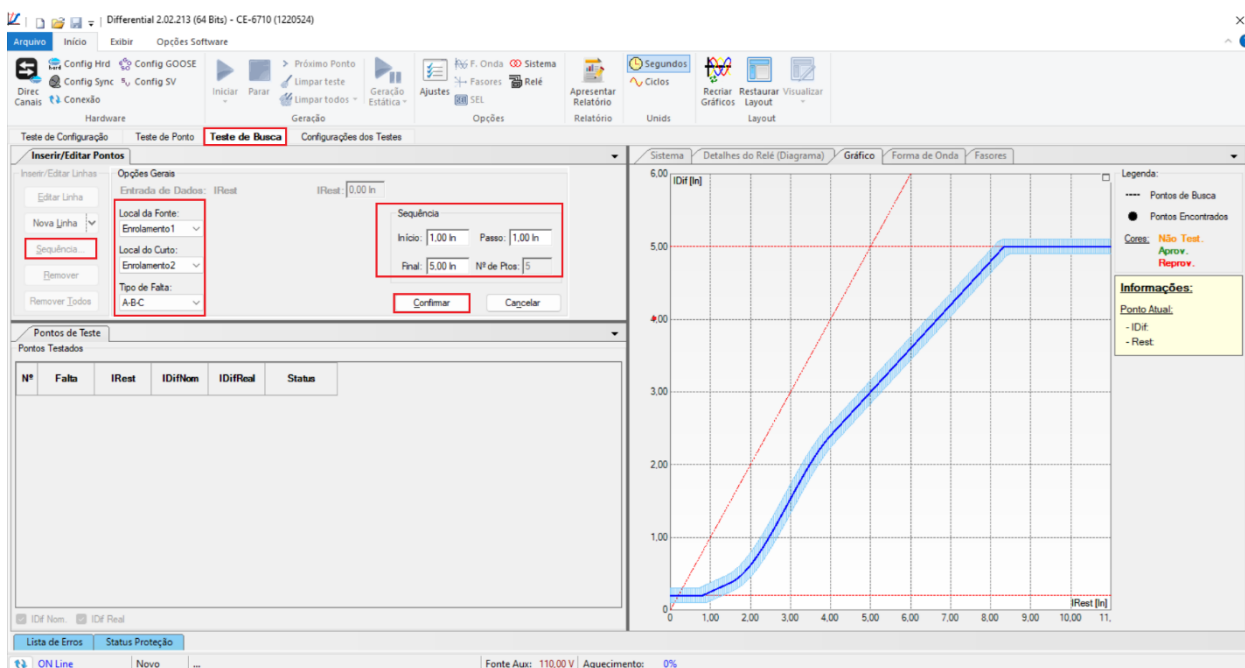 Differential 2.02.213 (64 Bits) - CE-6710 (1220524)
Arquivo Início Exibir Opções Software
Direc Canais
Config Hrd Config GOOSE
Config Sync Config SV
Conexão
Hardware
Iniciar Parar
Próximo Ponto
Limpar teste
Limpar todos
Geração Estática
Geração
Ajustes
F. Onda Sistema
Fasores Relé
SEL
Opções
Apresentar Relatório
Relatório
Segundos
Ciclos
Unids
Recriar Gráficos
Restaurar Layout
Visualizar
Layout
Teste de Configuração Teste de Ponto Teste de Busca Configurações dos Testes
Inserir/Editar Pontos
Inserir/Editar Linhas
Editar Linha
Nova Linha
Sequência...
Remover
Remover Todos
Opções Gerais
Entrada de Dados: IRest IRest: 0.00 In
Local da Fonte:
Enrolamento1
Local do Curto:
Enrolamento2
Tipo de Falta:
A-B-C
Sequência
Início: 1,00 In Passo: 1,00 In
Final: 5,00 In Nº de Ptos: 5
Confirmar Cancelar
Pontos de Teste
Pontos Testados
Nº Falta IRest IDifNom IDifReal Status
IDif Nom. IDif Real
Sistema Detalhes do Relé (Diagrama) Gráfico Forma de Onda Fasores
IDif [In]
6,00
5,00
4,00
3,00
2,00
1,00
0
IRest [In]
0 1,00 2,00 3,00 4,00 5,00 6,00 7,00 8,00 9,00 10,00 11,
Legenda:
Pontos de Busca
Pontos Encontrados
Cores: Não Test.
Aprov.
Reprov.
Informações:
Ponto Atual:
- IDif:
- Rest:
Lista de Erros Status Proteção
ON Line Novo ... Fonte Aux: 110,00 V Aquecimento: 0%